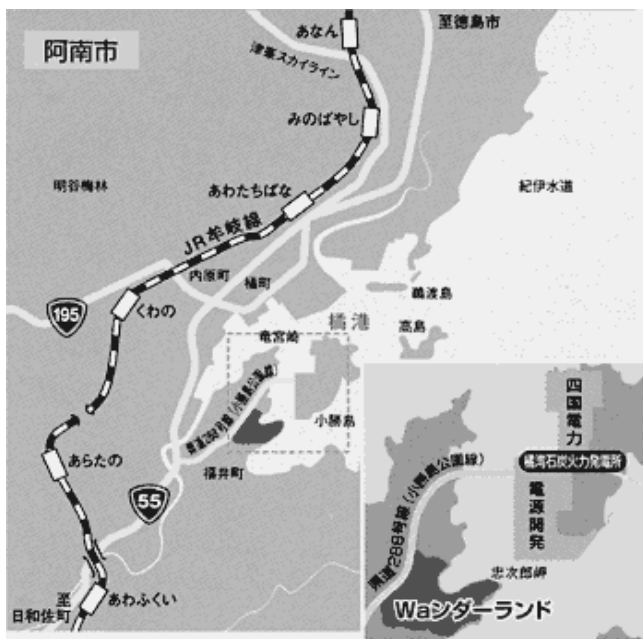 阿南市
あなん
至徳島市
津峯スカイライン
みのばやし
明谷梅林
あわたちばな
紀伊水道
JR牟岐線
内原町
橘町
195
くわの
鵜渡島
橘港
高島
竜宮崎
県道288号線(小勝島公園線)
小勝島
あらたの
福井町
55
至
日和佐町
あわふくい
四国電力
橘湾石炭火力発電所
電源開発
県道288号線(小勝島公園線)
忠次郎岬
Waンダーランド